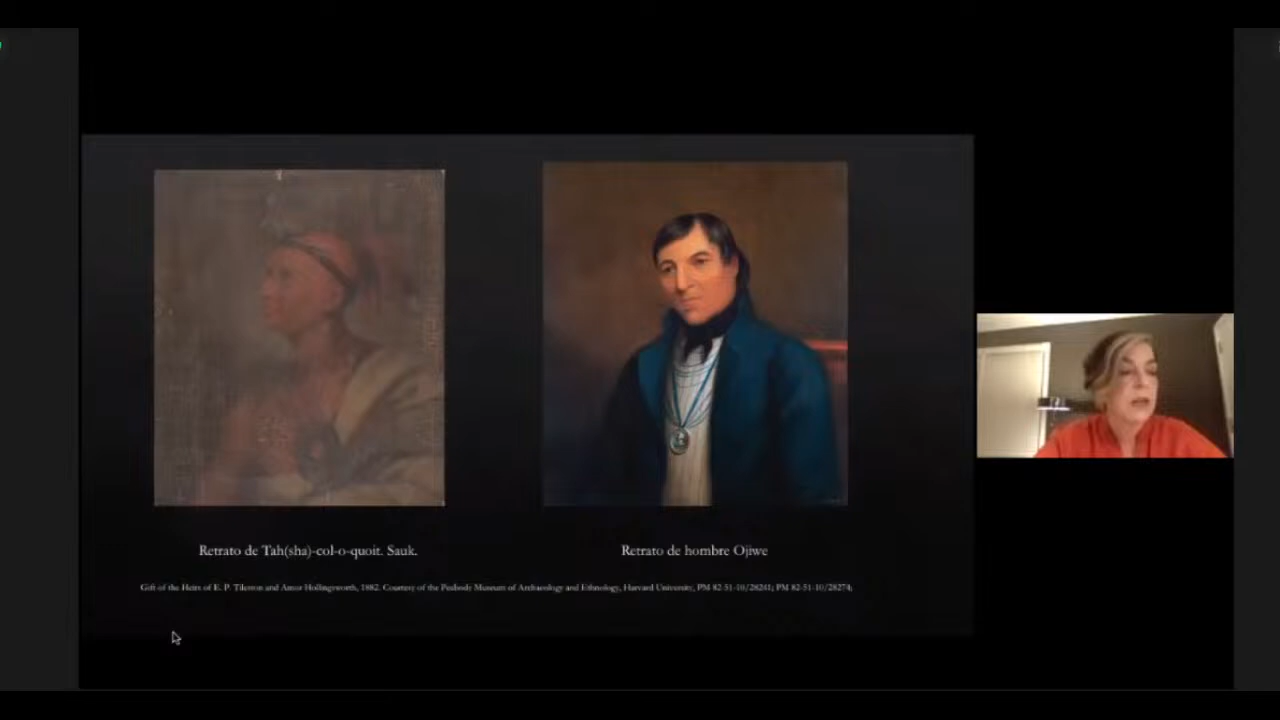 Retrato de Tah(sha)-col-o-quoit. Sauk.
Retrato de hombre Ojiwe
Gift of the Heirs of E. P. Tileston and Amor Hollingsworth, 1882. Courtesy of the Peabody Museum of Archaeology and Ethnology, Harvard University, PM 82-51-10/28241; PM 82-51-10/28274;